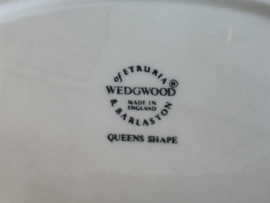 of ETRURIA ®
WEDGWOOD
MADE IN
ENGLAND
& BARLASTON
QUEENS SHAPE